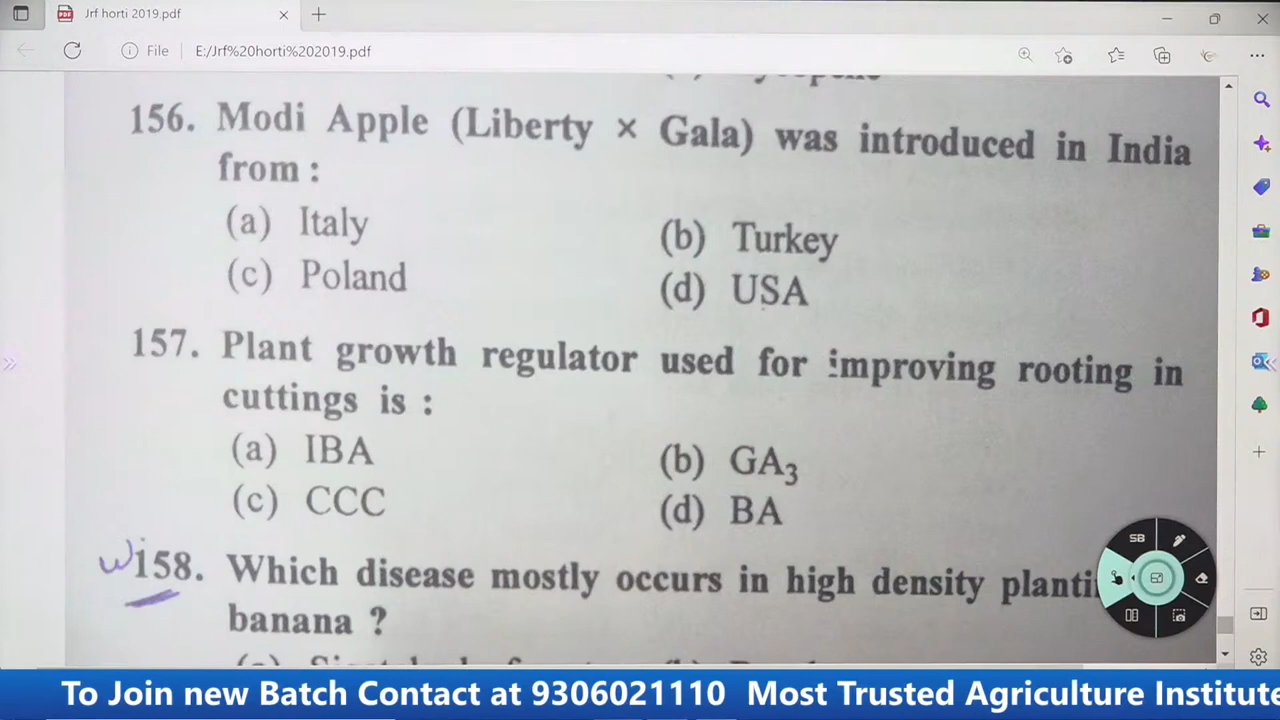 Jrf horti 2019.pdf
File E:/Jrf%20horti%202019.pdf
156. Modi Apple (Liberty × Gala) was introduced in India
from :
(a) Italy (b) Turkey
(c) Poland (d) USA
157. Plant growth regulator used for improving rooting in
cuttings is :
(a) IBA (b) GA₃
(c) CCC (d) BA
158. Which disease mostly occurs in high density
banana ?
SB
To Join new Batch Contact at 9306021110 Most Trusted Agriculture Institute